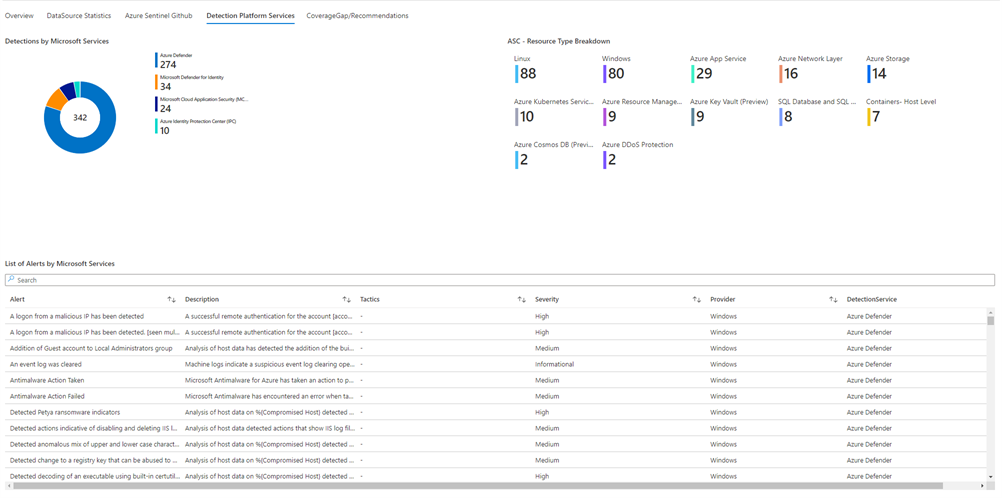 Overview DataSource Statistics Azure Sentinel Github Detection Platform Services CoverageGap/Recommendations
Detections by Microsoft Services
342
Azure Defender
274
Microsoft Defender for Identity
34
Microsoft Cloud Application Security (MC...
24
Azure Identity Protection Center (IPC)
10
ASC - Resource Type Breakdown
Linux Windows Azure App Service Azure Network Layer Azure Storage
88 80 29 16 14
Azure Kubernetes Servic... Azure Resource Manage... Azure Key Vault (Preview) SQL Database and SQL ... Containers- Host Level
10 9 9 8 7
Azure Cosmos DB (Previ... Azure DDoS Protection
2 2
List of Alerts by Microsoft Services
Search
Alert Description Tactics Severity Provider DetectionService
A logon from a malicious IP has been detected A successful remote authentication for the account [acco... - High Windows Azure Defender
A logon from a malicious IP has been detected. [seen mul... A successful remote authentication for the account [acco... - High Windows Azure Defender
Addition of Guest account to Local Administrators group Analysis of host data has detected the addition of the bui... - Medium Windows Azure Defender
An event log was cleared Machine logs indicate a suspicious event log clearing ope... - Informational Windows Azure Defender
Antimalware Action Taken Microsoft Antimalware for Azure has taken an action to p... - Medium Windows Azure Defender
Antimalware Action Failed Microsoft Antimalware has encountered an error when ta... - Medium Windows Azure Defender
Detected Petya ransomware indicators Analysis of host data on %{Compromised Host} detected ... - High Windows Azure Defender
Detected actions indicative of disabling and deleting IIS l... Analysis of host data detected actions that show IIS log fil... - Medium Windows Azure Defender
Detected anomalous mix of upper and lower case charact... Analysis of host data on %{Compromised Host} detected ... - Medium Windows Azure Defender
Detected change to a registry key that can be abused to ... Analysis of host data on %{Compromised Host} detected ... - Medium Windows Azure Defender
Detected decoding of an executable using built-in certutil... Analysis of host data on %{Compromised Host} detected ... - High Windows Azure Defender